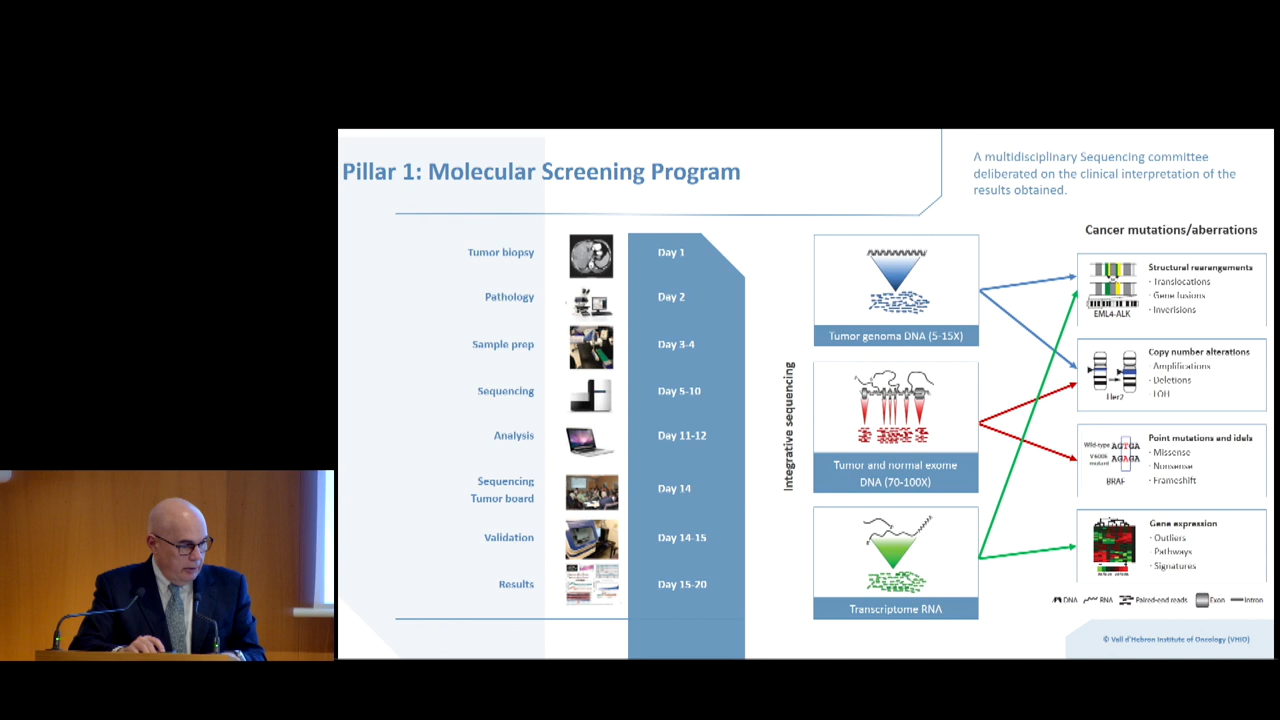 Pillar 1: Molecular Screening Program
A multidisciplinary Sequencing committee
deliberated on the clinical interpretation of the
results obtained.
Tumor biopsy
Day 1
Pathology
Day 2
Sample prep
Day 3-4
Sequencing
Day 5-10
Analysis
Day 11-12
Sequencing
Tumor board
Day 14
Validation
Day 14-15
Results
Day 15-20
Integrative sequencing
Tumor genoma DNA (5-15X)
Tumor and normal exome
DNA (70-100X)
Transcriptome RNA
Cancer mutations/aberrations
Structural rearrangements
· Translocations
· Gene fusions
· Inverisions
EML4-ALK
Copy number alterations
· Amplifications
· Deletions
· LOH
Her2
Point mutations and idels
· Missense
· Nonsense
· Frameshift
Wild-type AGTGA
V600E
mutant AGAGA
BRAF
Gene expression
· Outliers
· Pathways
· Signatures
DNA RNA Paired-end reads Exon Intron
© Vall d'Hebron Institute of Oncology (VHIO)